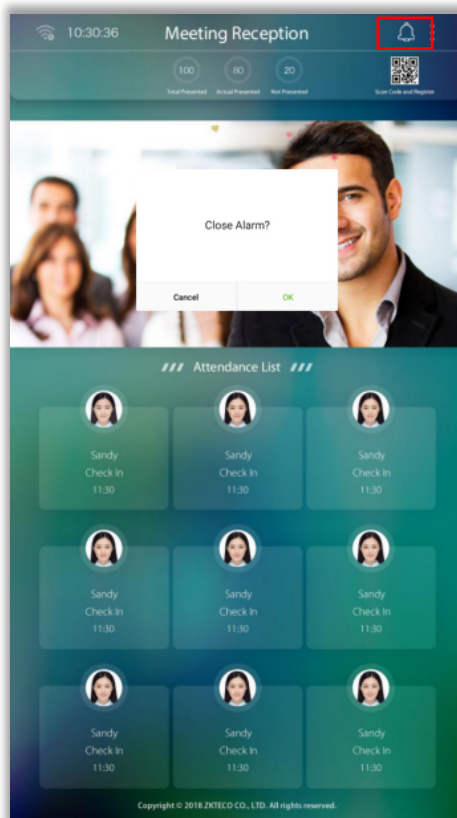 10:30:36 Meeting Reception
100 80 20
Total Presented Actual Presented Not Presented Scan Code and Register
Close Alarm?
Cancel OK
Attendance List
Sandy Sandy Sandy
Check In Check In Check In
11:30 11:30 11:30
Sandy Sandy Sandy
Check In Check In Check In
11:30 11:30 11:30
Sandy Sandy Sandy
Check In Check In Check In
11:30 11:30 11:30
Copyright © 2018 ZKTECO CO., LTD. All rights reserved.